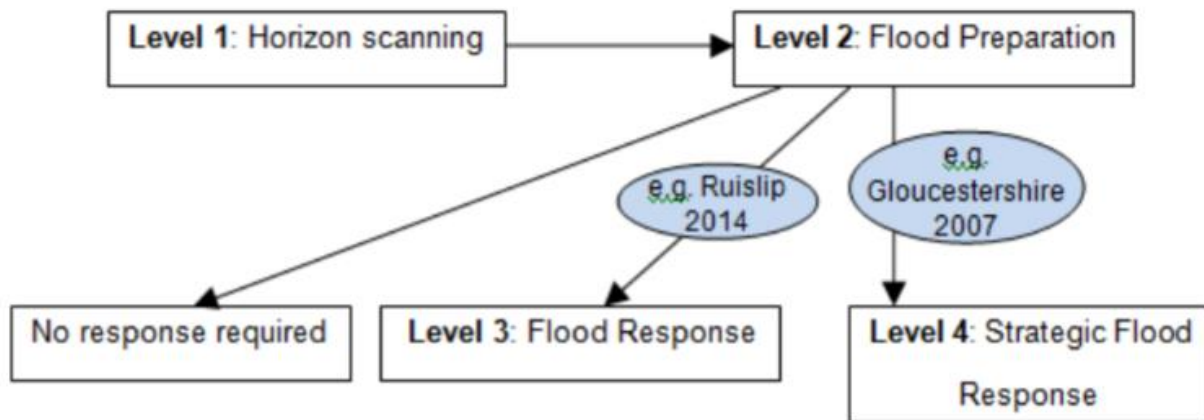 Level 1: Horizon scanning
Level 2: Flood Preparation
e.g. Ruislip
2014
e.g.
Gloucestershire
2007
No response required
Level 3: Flood Response
Level 4: Strategic Flood
Response